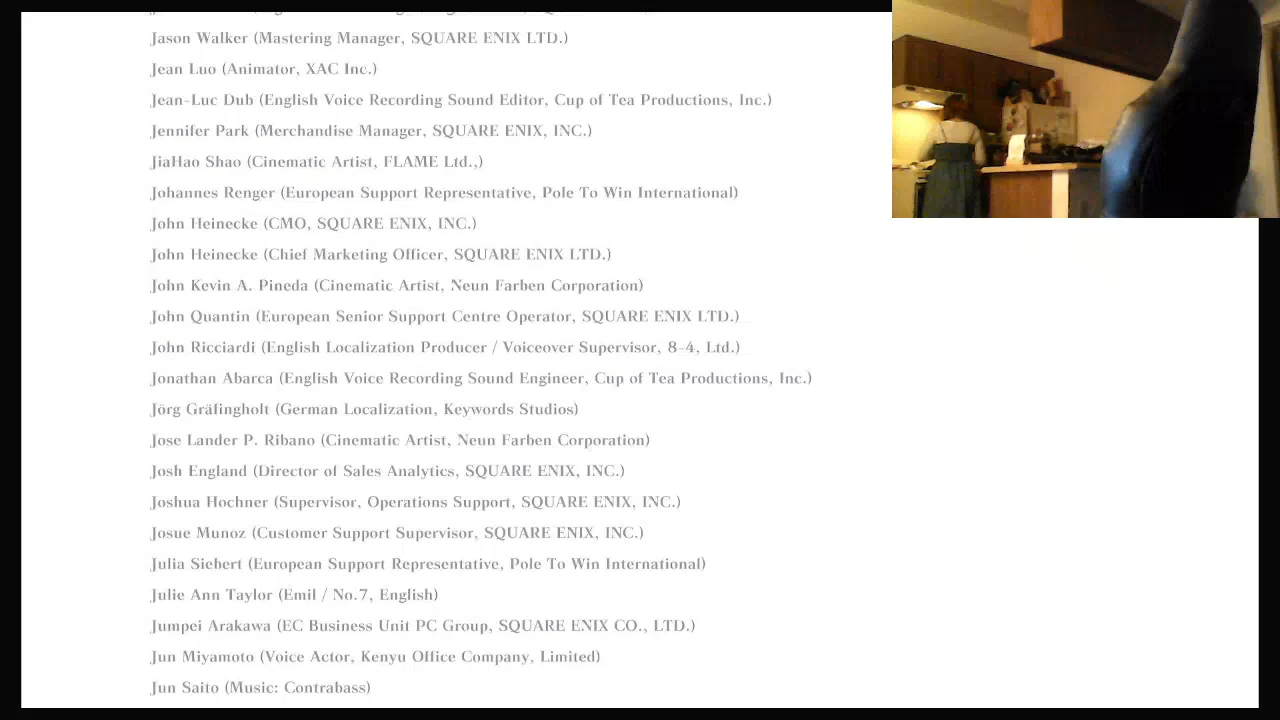 Jason Walker (Mastering Manager, SQUARE ENIX LTD.)
Jean Luo (Animator, XAC Inc.)
Jean-Luc Dub (English Voice Recording Sound Editor, Cup of Tea Productions, Inc.)
Jennifer Park (Merchandise Manager, SQUARE ENIX, INC.)
JiaHao Shao (Cinematic Artist, FLAME Ltd.,)
Johannes Renger (European Support Representative, Pole To Win International)
John Heinecke (CMO, SQUARE ENIX, INC.)
John Heinecke (Chief Marketing Officer, SQUARE ENIX LTD.)
John Kevin A. Pineda (Cinematic Artist, Neun Farben Corporation)
John Quantin (European Senior Support Centre Operator, SQUARE ENIX LTD.)
John Ricciardi (English Localization Producer / Voiceover Supervisor, 8-4, Ltd.)
Jonathan Abarca (English Voice Recording Sound Engineer, Cup of Tea Productions, Inc.)
Jörg Gräfingholt (German Localization, Keywords Studios)
Jose Lander P. Ribano (Cinematic Artist, Neun Farben Corporation)
Josh England (Director of Sales Analytics, SQUARE ENIX, INC.)
Joshua Hochner (Supervisor, Operations Support, SQUARE ENIX, INC.)
Josue Munoz (Customer Support Supervisor, SQUARE ENIX, INC.)
Julia Siebert (European Support Representative, Pole To Win International)
Julie Ann Taylor (Emil / No.7, English)
Jumpei Arakawa (EC Business Unit PC Group, SQUARE ENIX CO., LTD.)
Jun Miyamoto (Voice Actor, Kenyu Office Company, Limited)
Jun Saito (Music: Contrabass)